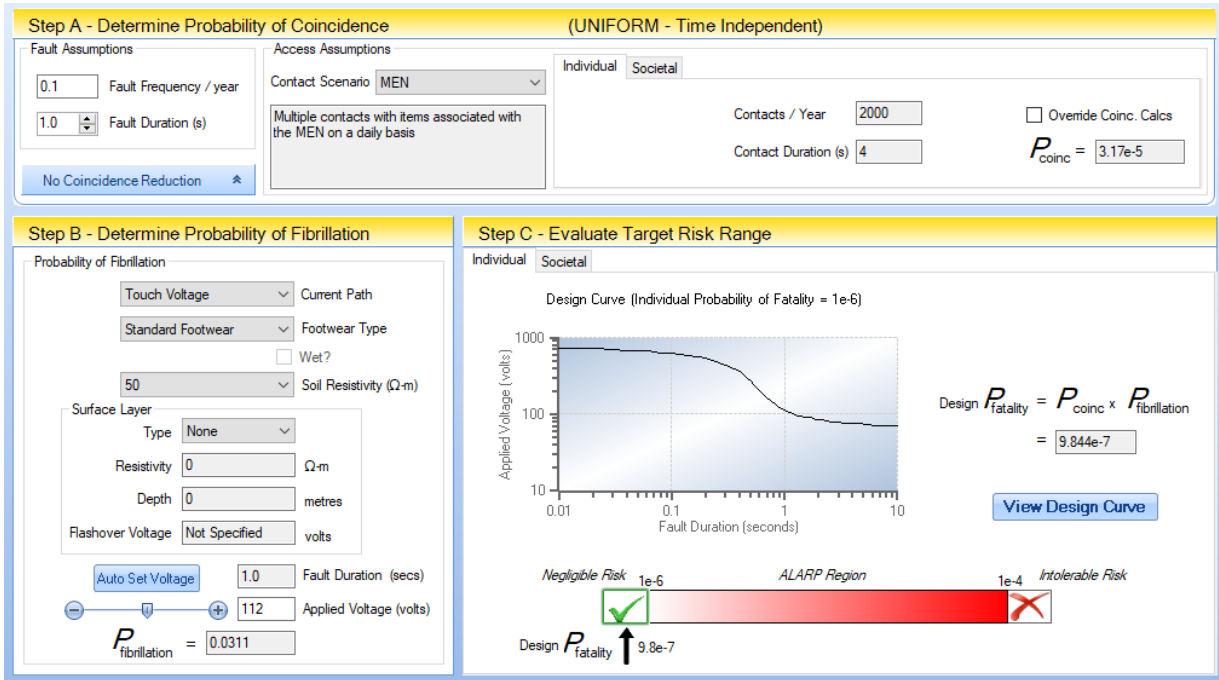 Step A - Determine Probability of Coincidence (UNIFORM - Time Independent)
Fault Assumptions
0.1 Fault Frequency / year
1.0 Fault Duration (s)
No Coincidence Reduction
Access Assumptions
Contact Scenario MEN
Multiple contacts with items associated with
the MEN on a daily basis
Individual Societal
Contacts / Year 2000
Contact Duration (s) 4
Override Coinc. Calcs
P coinc = 3.17e-5
Step B - Determine Probability of Fibrillation
Probability of Fibrillation
Touch Voltage Current Path
Standard Footwear Footwear Type
Wet?
50 Soil Resistivity (Ω-m)
Surface Layer
Type None
Resistivity 0 Ω-m
Depth 0 metres
Flashover Voltage Not Specified volts
Auto Set Voltage 1.0 Fault Duration (secs)
112 Applied Voltage (volts)
P fibrillation = 0.0311
Step C - Evaluate Target Risk Range
Individual Societal
Design Curve (Individual Probability of Fatality = 1e-6)
Applied Voltage (volts)
1000
100
10
0.01 0.1 1 10
Fault Duration (seconds)
Design P fatality = P coinc x P fibrillation
= 9.844e-7
View Design Curve
Negligible Risk 1e-6 ALARP Region 1e-4 Intolerable Risk
Design P fatality 9.8e-7